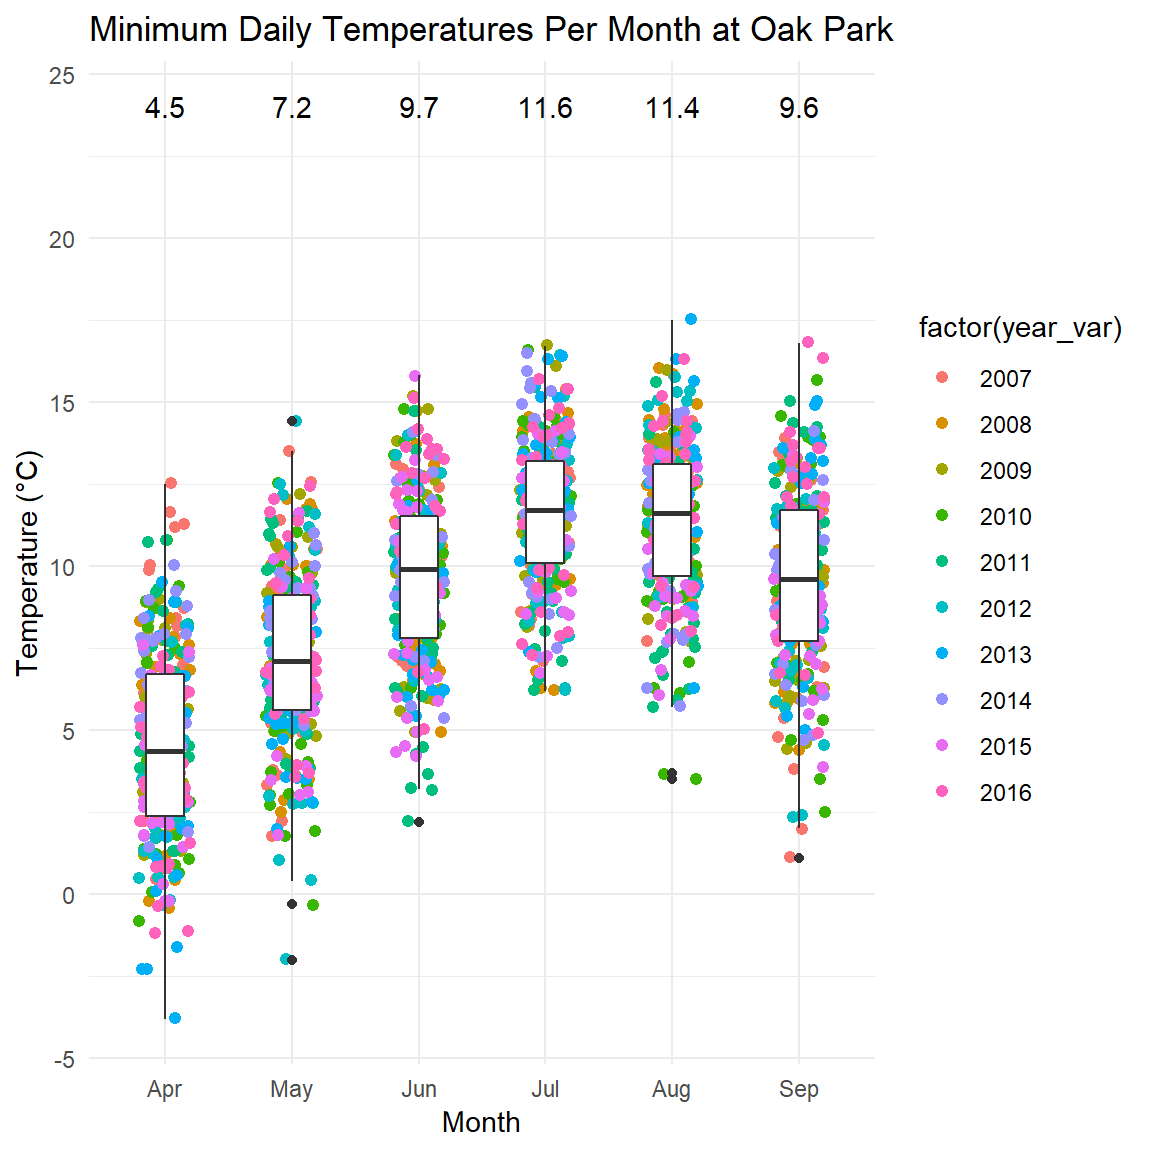 Minimum Daily Temperatures Per Month at Oak Park
25
4.5 7.2 9.7 11.6 11.4 9.6
20
15
10
5
0
-5
Temperature (°C)
Apr May Jun Jul Aug Sep
Month
factor(year_var)
2007
2008
2009
2010
2011
2012
2013
2014
2015
2016